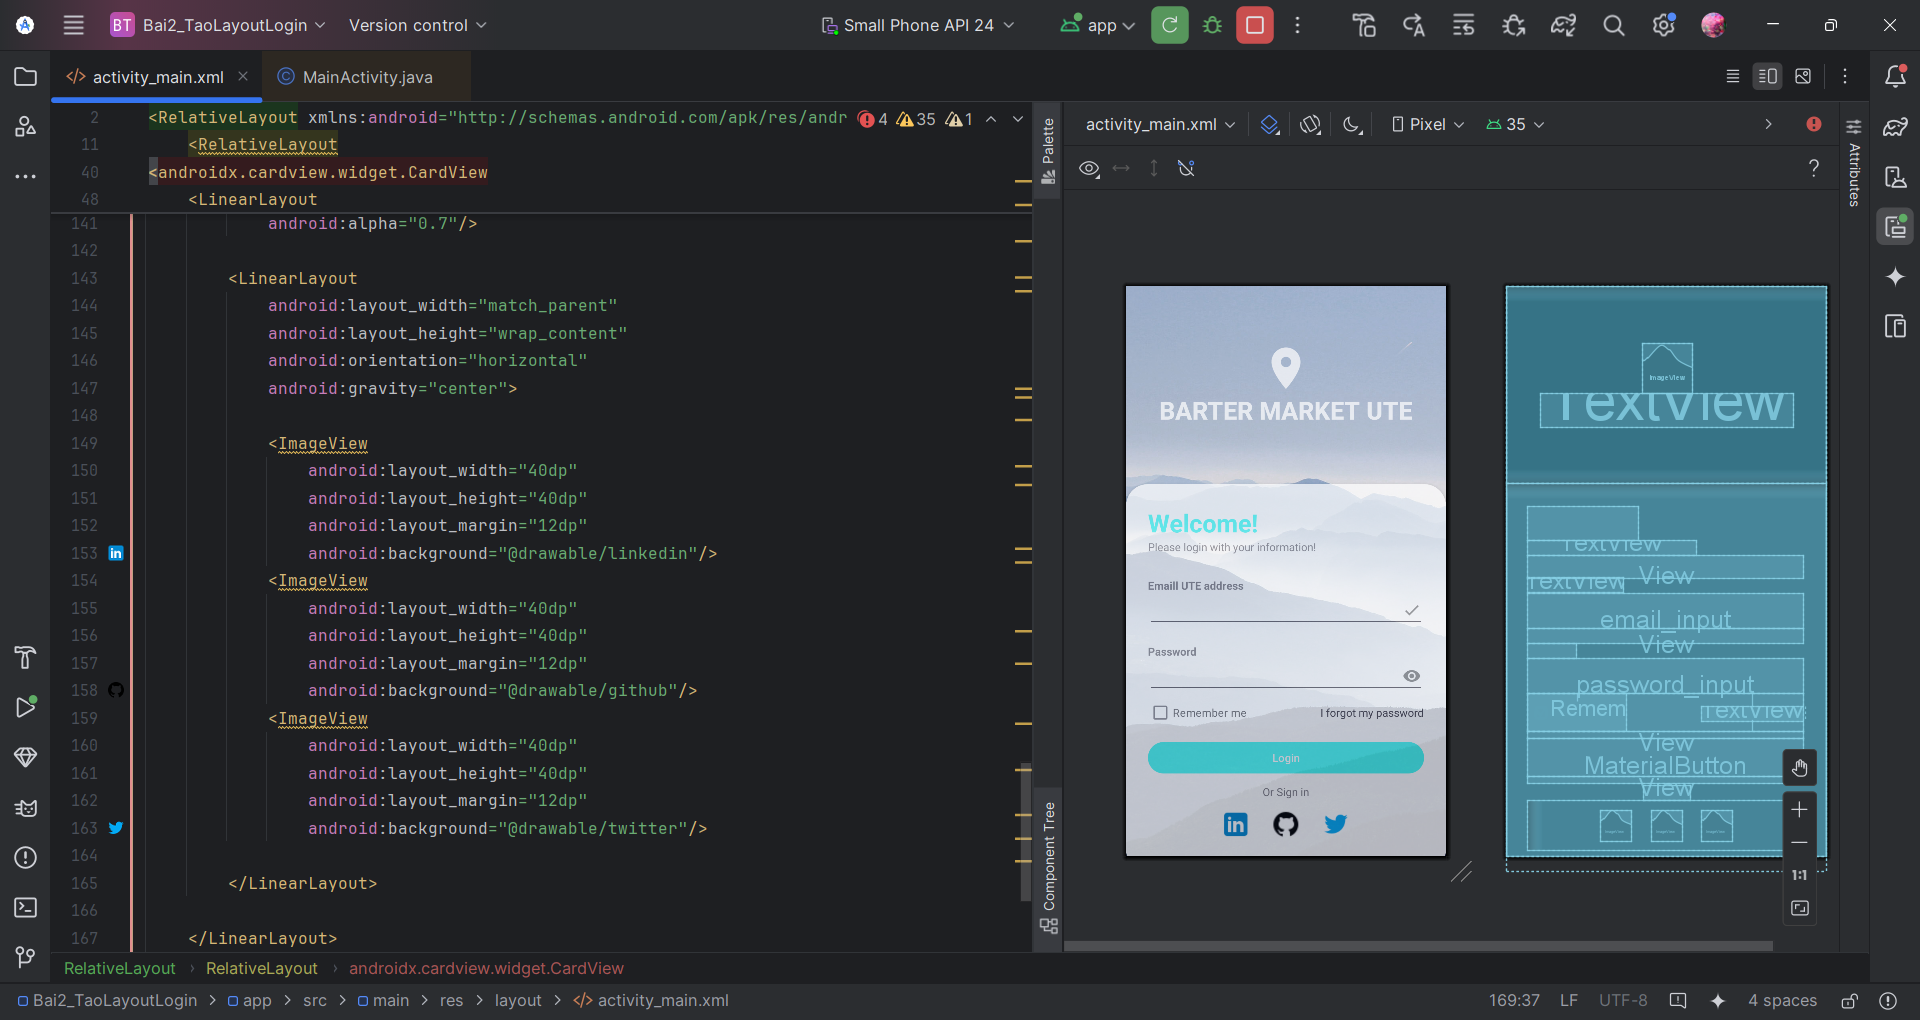 BT Bai2_TaoLayoutLogin Version control Small Phone API 24 app
activity_main.xml MainActivity.java
2 <RelativeLayout xmlns:android="http://schemas.android.com/apk/res/andr 4 35 1
11 <RelativeLayout
40 <androidx.cardview.widget.CardView
48 <LinearLayout
141 android:alpha="0.7"/>
142
143 <LinearLayout
144 android:layout_width="match_parent"
145 android:layout_height="wrap_content"
146 android:orientation="horizontal"
147 android:gravity="center">
148
149 <ImageView
150 android:layout_width="40dp"
151 android:layout_height="40dp"
152 android:layout_margin="12dp"
153 android:background="@drawable/linkedin"/>
154 <ImageView
155 android:layout_width="40dp"
156 android:layout_height="40dp"
157 android:layout_margin="12dp"
158 android:background="@drawable/github"/>
159 <ImageView
160 android:layout_width="40dp"
161 android:layout_height="40dp"
162 android:layout_margin="12dp"
163 android:background="@drawable/twitter"/>
164
165 </LinearLayout>
166
167 </LinearLayout>
Palette
Component Tree
activity_main.xml Pixel 35
Attributes
BARTER MARKET UTE
Welcome!
Please login with your information!
Emaill UTE address
Password
Remember me I forgot my password
Login
Or Sign in
in
ImageView
TextView
TextView
View
TextView
email_input
View
password_input
Remem TextView
View
MaterialButton
View
1:1
RelativeLayout › RelativeLayout › androidx.cardview.widget.CardView
Bai2_TaoLayoutLogin > app > src > main > res > layout > activity_main.xml 169:37 LF UTF-8 4 spaces